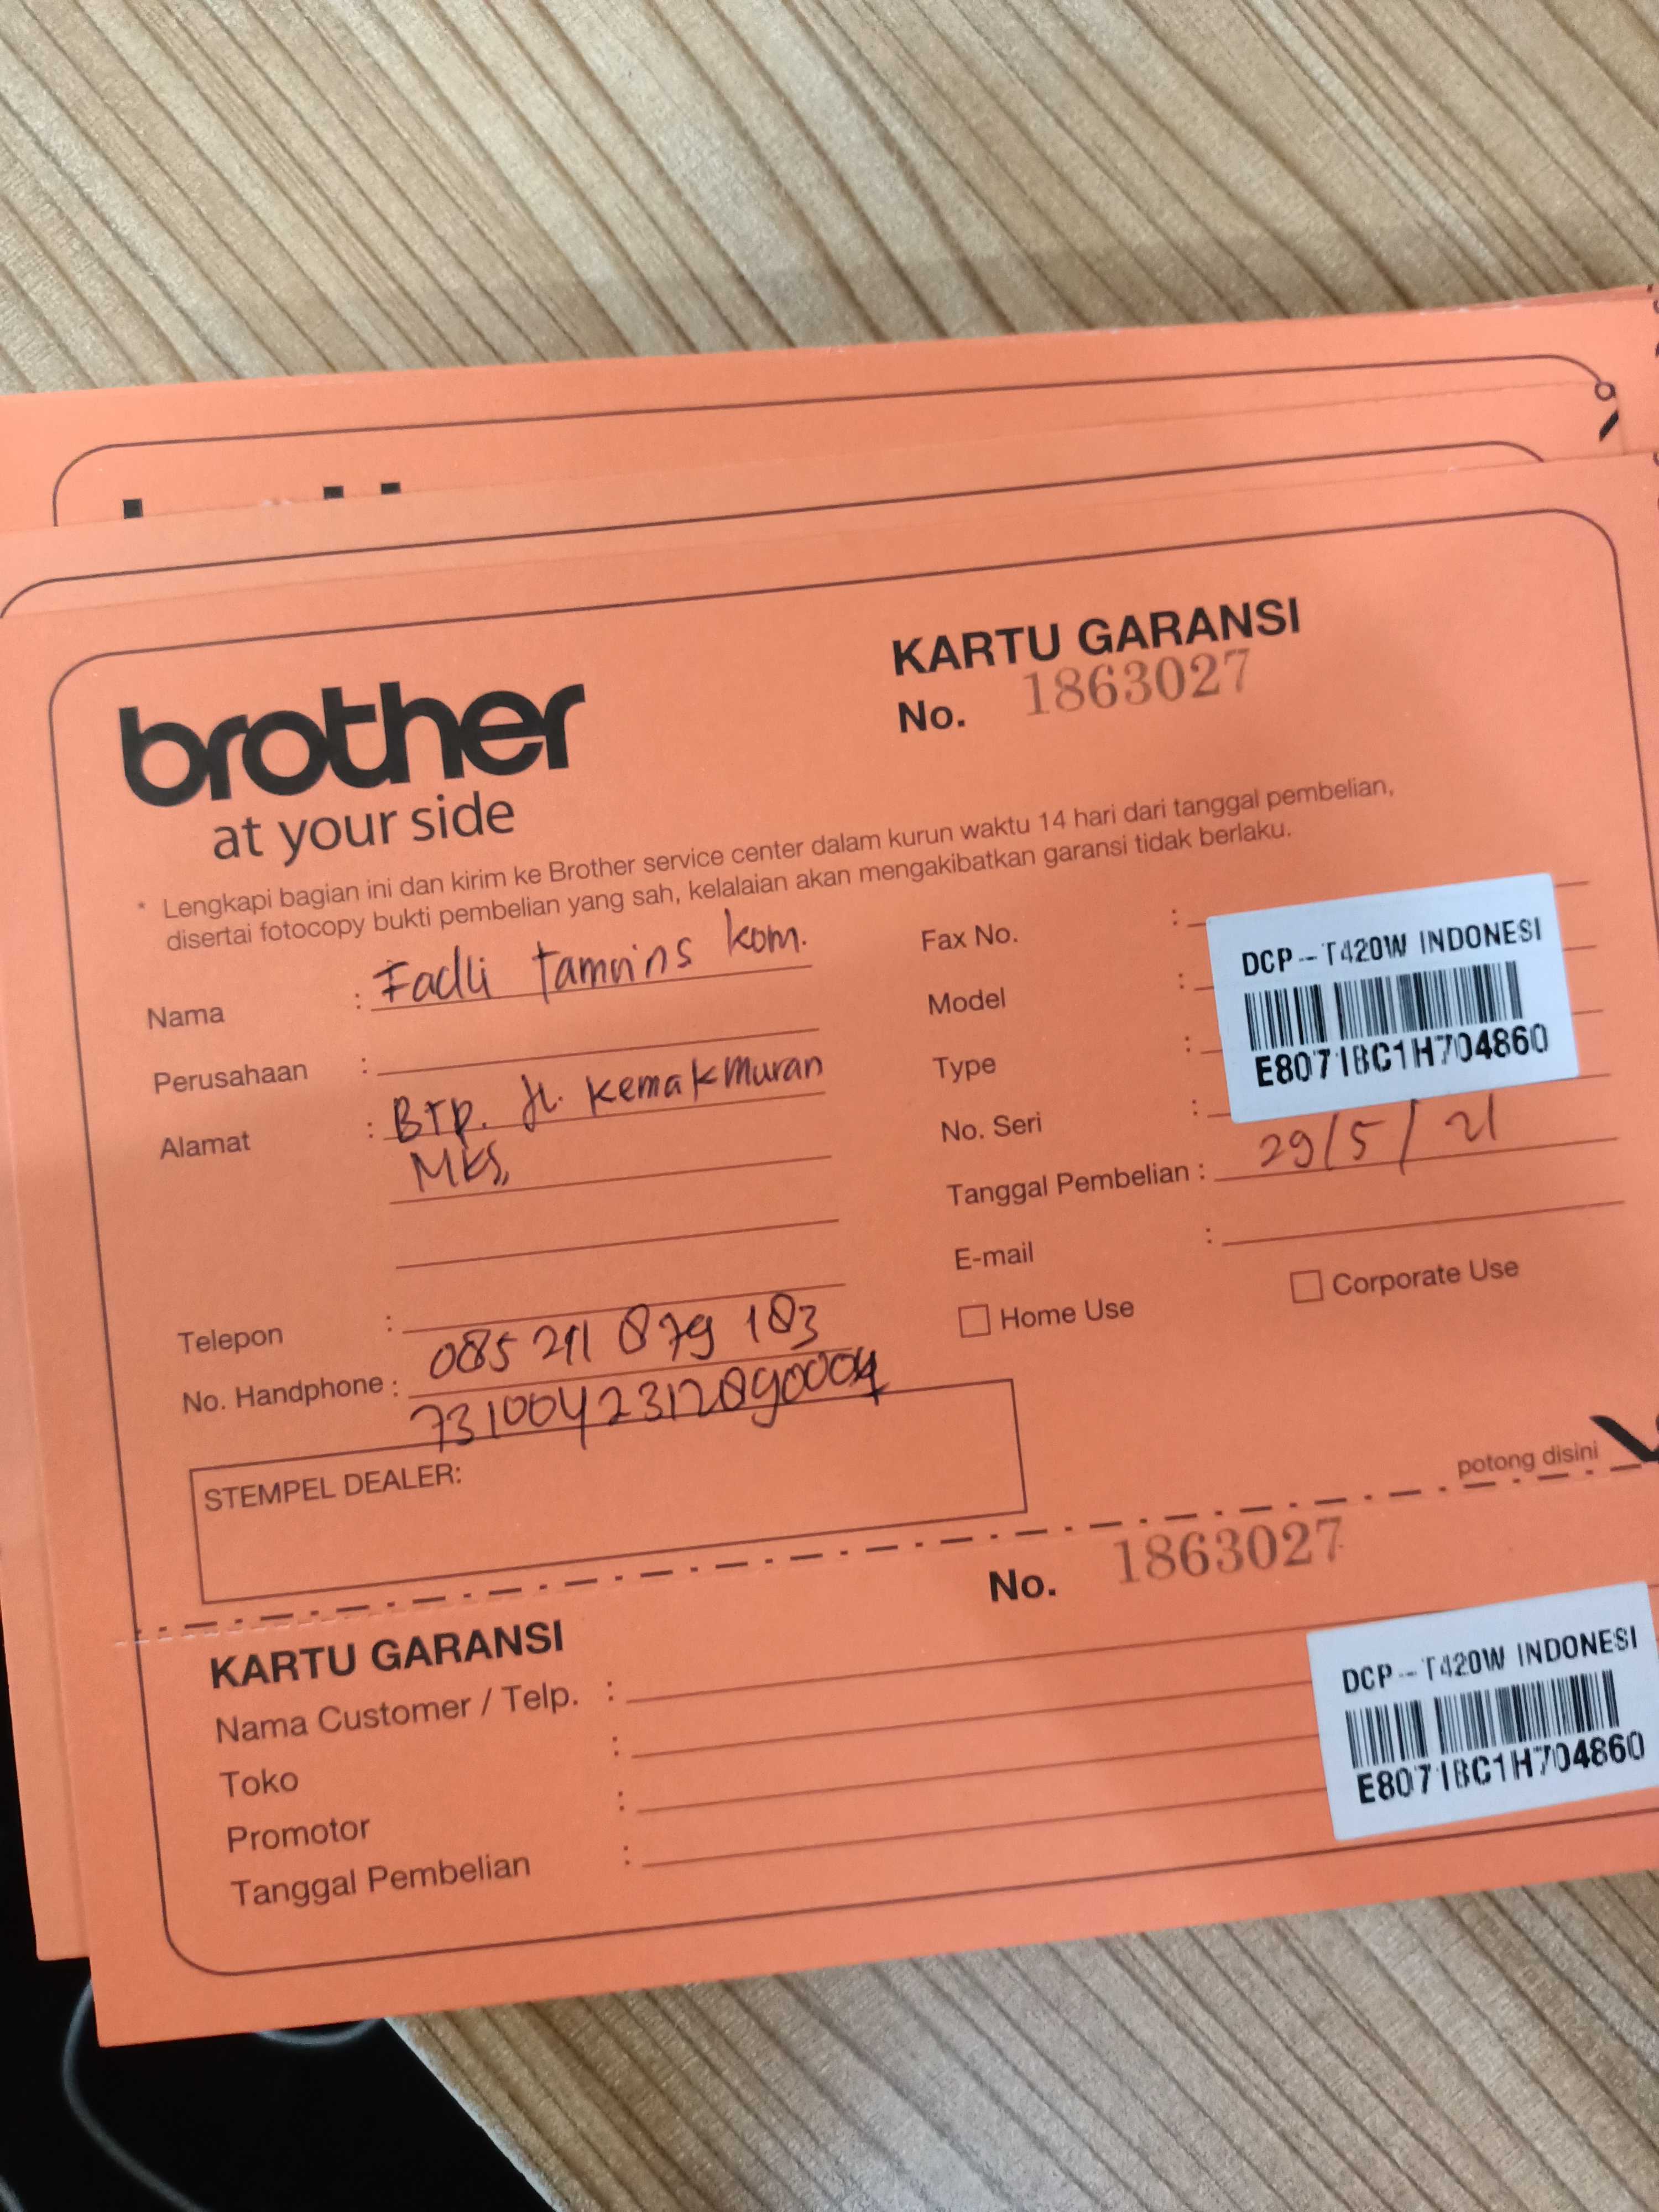 brother
at your side
KARTU GARANSI
No. 1863027
* Lengkapi bagian ini dan kirim ke Brother service center dalam kurun waktu 14 hari dari tanggal pembelian,
disertai fotocopy bukti pembelian yang sah, kelalaian akan mengakibatkan garansi tidak berlaku.
Nama : Fadli tamrins kom.
Perusahaan :
Alamat : BTP. Jl. Kemakmuran
MKS,
Telepon :
No. Handphone : 085 211 879 183
7310042312890004
STEMPEL DEALER:
Fax No. :
Model :
Type :
No. Seri :
DCP-T420W INDONESI
E8071BC1H704860
Tanggal Pembelian : 29/5/21
E-mail :
Home Use
Corporate Use
potong disini
KARTU GARANSI
No. 1863027
Nama Customer / Telp. :
Toko :
Promotor :
Tanggal Pembelian :
DCP-T420W INDONESI
E8071BC1H704860